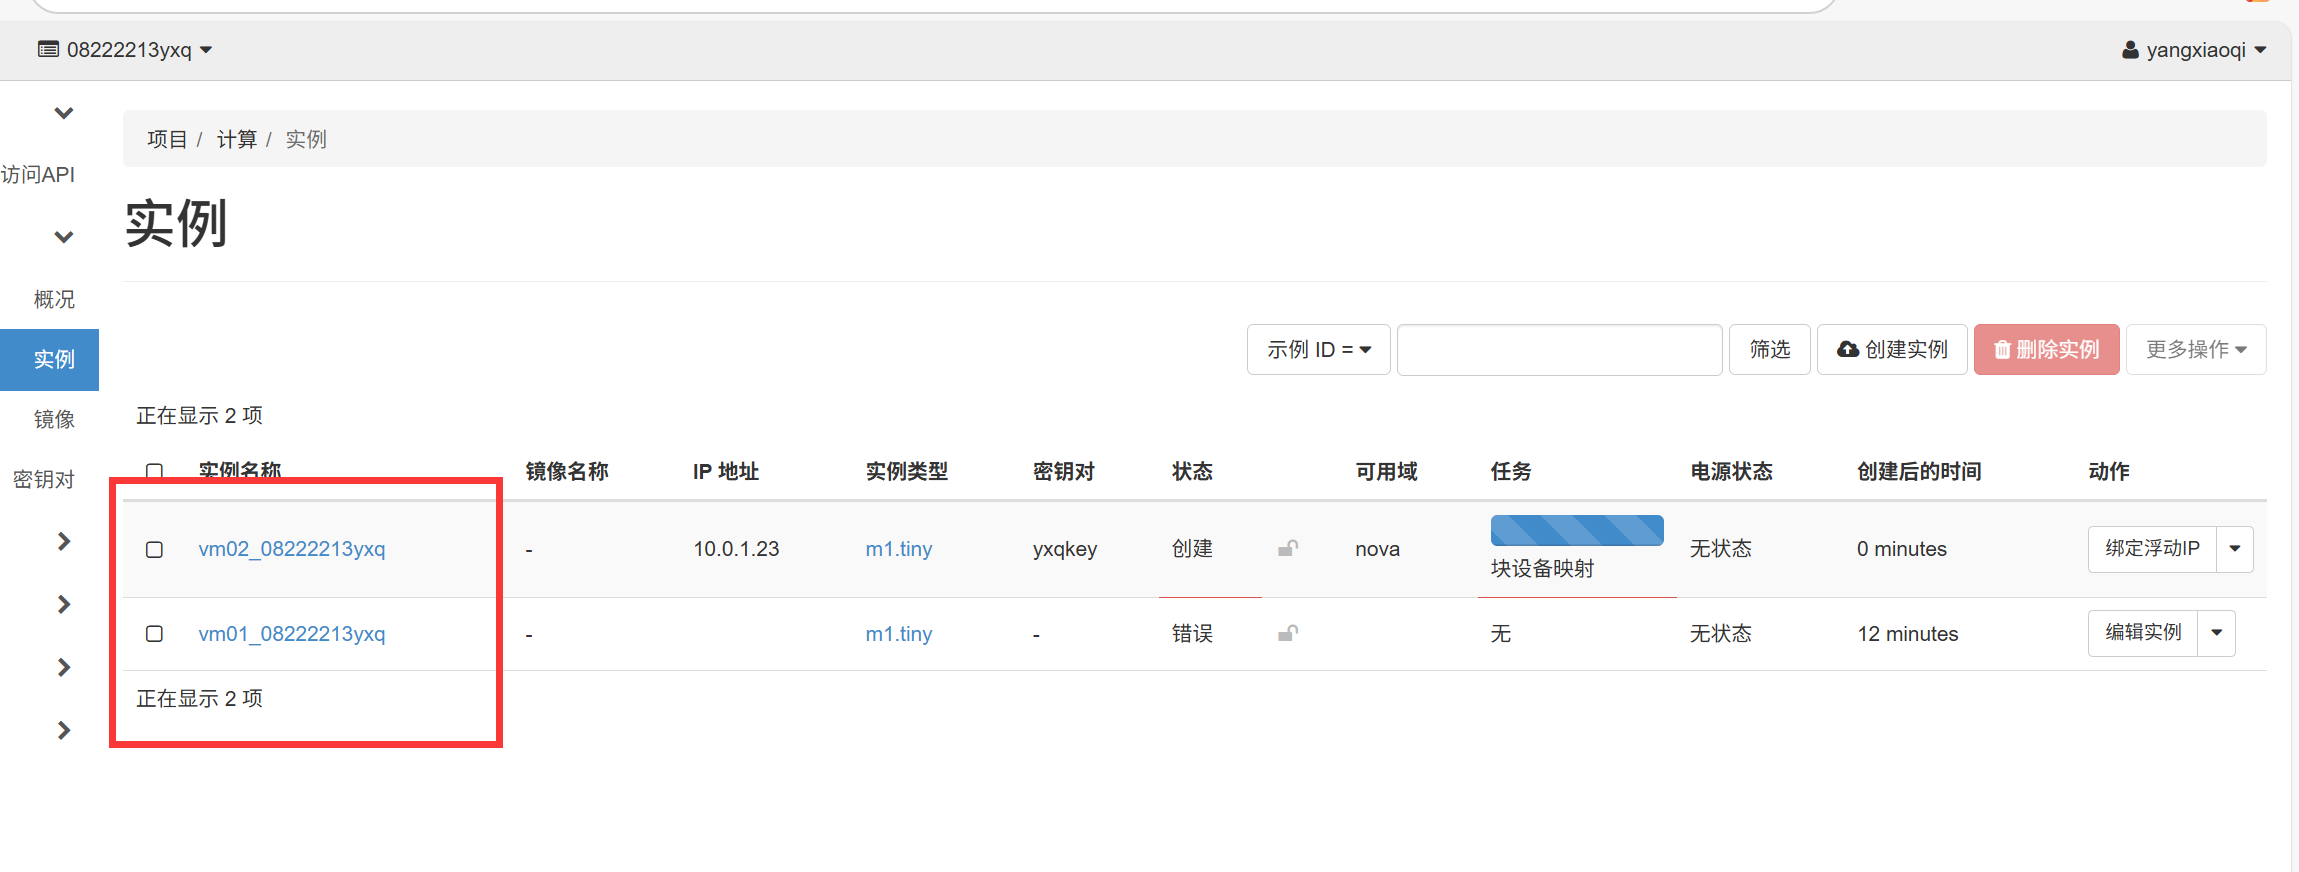 08222213yxq
yangxiaoqi
访问API
概况
实例
镜像
密钥对
项目 / 计算 / 实例
实例
示例 ID = 筛选 创建实例 删除实例 更多操作
正在显示 2 项
实例名称 镜像名称 IP 地址 实例类型 密钥对 状态 可用域 任务 电源状态 创建后的时间 动作
vm02_08222213yxq - 10.0.1.23 m1.tiny yxqkey 创建 nova 块设备映射 无状态 0 minutes 绑定浮动IP
vm01_08222213yxq - m1.tiny - 错误 无 无状态 12 minutes 编辑实例
正在显示 2 项